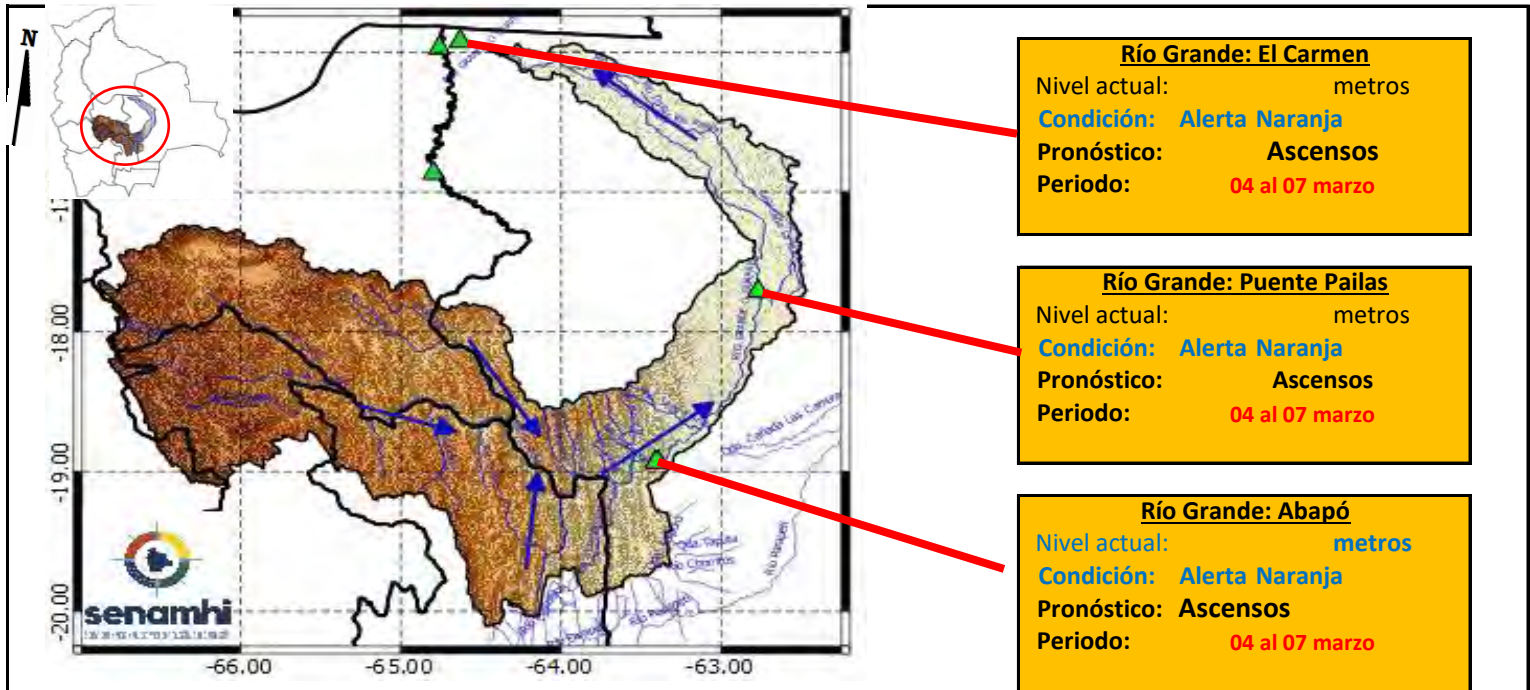 N
Río Grande: El Carmen
Nivel actual: metros
Condición: Alerta Naranja
Pronóstico: Ascensos
Periodo: 04 al 07 marzo
Río Grande: Puente Pailas
Nivel actual: metros
Condición: Alerta Naranja
Pronóstico: Ascensos
Periodo: 04 al 07 marzo
Río Grande: Abapó
Nivel actual: metros
Condición: Alerta Naranja
Pronóstico: Ascensos
Periodo: 04 al 07 marzo
-18.00
-19.00
-20.00
-66.00 -65.00 -64.00 -63.00
senamhi